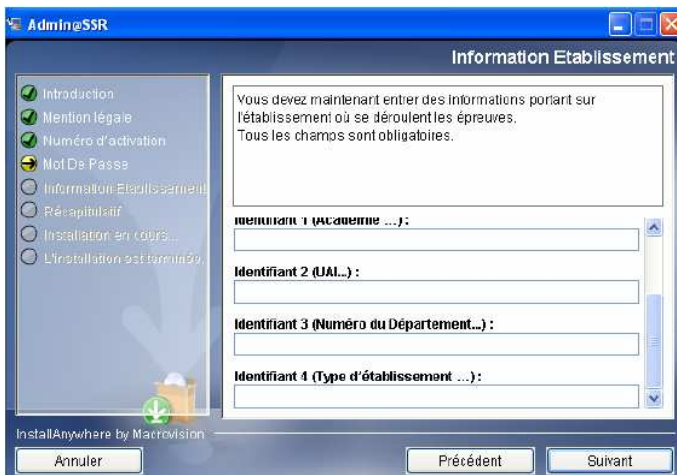 Admin@SSR
Information Etablissement
Introduction
Mention légale
Numéro d'activation
Mot De Passe
Information Etablissement
Récapitulatif
Installation en cours...
L'installation est terminée.
Vous devez maintenant entrer des informations portant sur
l'établissement où se déroulent les épreuves.
Tous les champs sont obligatoires.
Identifiant 1 (Académie ...) :
Identifiant 2 (UAI...) :
Identifiant 3 (Numéro du Département...) :
Identifiant 4 (Type d'établissement ...) :
InstallAnywhere by Macrovision
Annuler
Précédent
Suivant